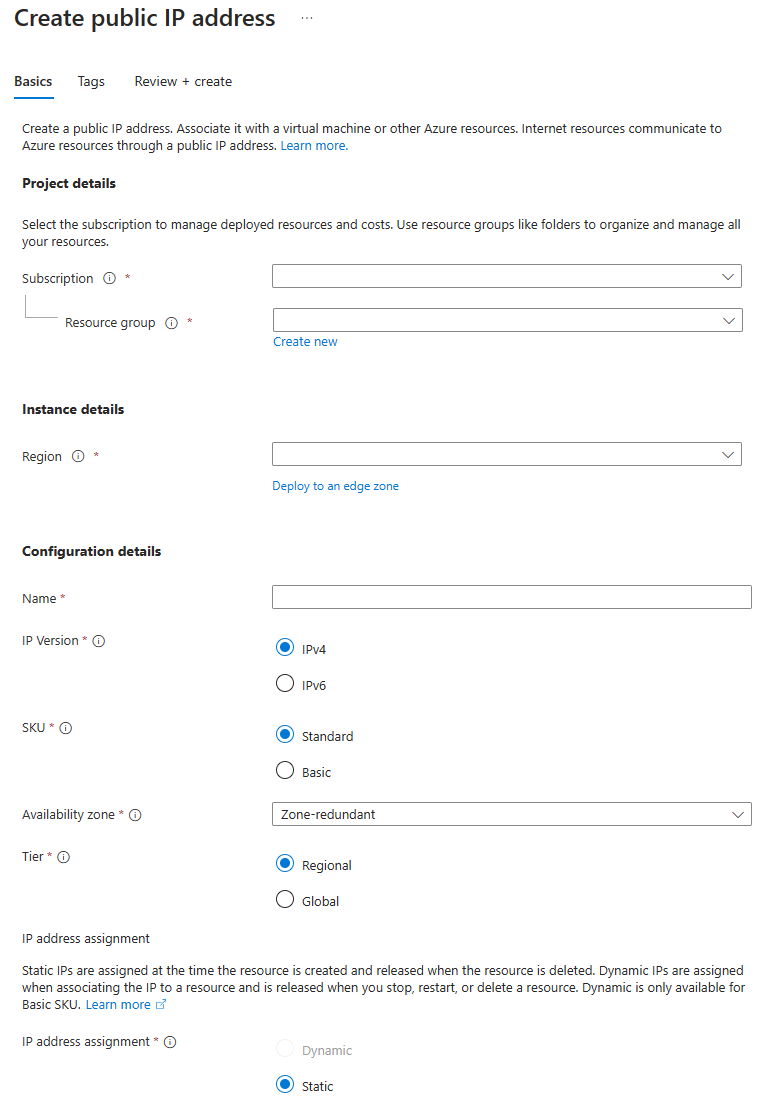 Create public IP address ...
Basics Tags Review + create
Create a public IP address. Associate it with a virtual machine or other Azure resources. Internet resources communicate to
Azure resources through a public IP address. Learn more.
Project details
Select the subscription to manage deployed resources and costs. Use resource groups like folders to organize and manage all
your resources.
Subscription *
Resource group *
Create new
Instance details
Region *
Deploy to an edge zone
Configuration details
Name *
IP Version *
IPv4
IPv6
SKU *
Standard
Basic
Availability zone * Zone-redundant
Tier *
Regional
Global
IP address assignment
Static IPs are assigned at the time the resource is created and released when the resource is deleted. Dynamic IPs are assigned
when associating the IP to a resource and is released when you stop, restart, or delete a resource. Dynamic is only available for
Basic SKU. Learn more
IP address assignment *
Dynamic
Static